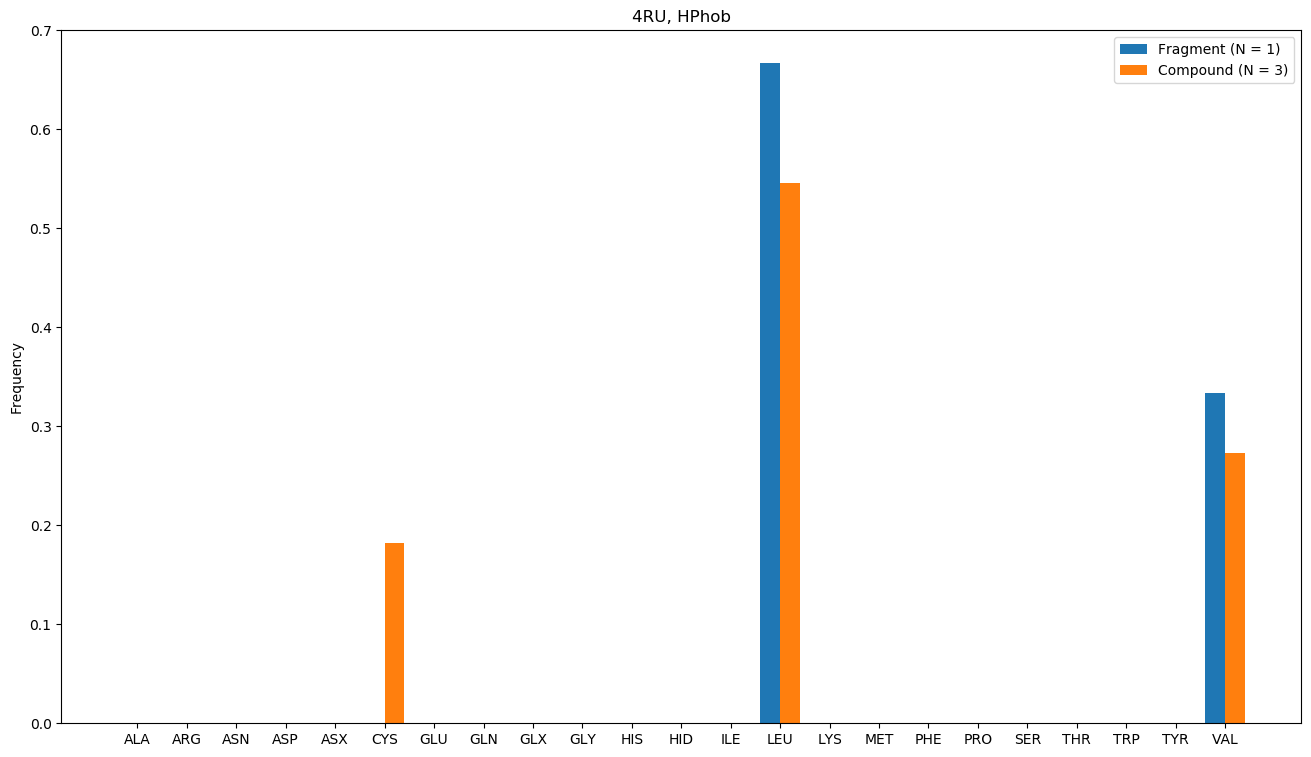 4RU, HPhob
Fragment (N = 1)
Compound (N = 3)
Frequency
0.7
0.6
0.5
0.4
0.3
0.2
0.1
0.0
ALA ARG ASN ASP ASX CYS GLU GLN GLX GLY HIS HID ILE LEU LYS MET PHE PRO SER THR TRP TYR VAL